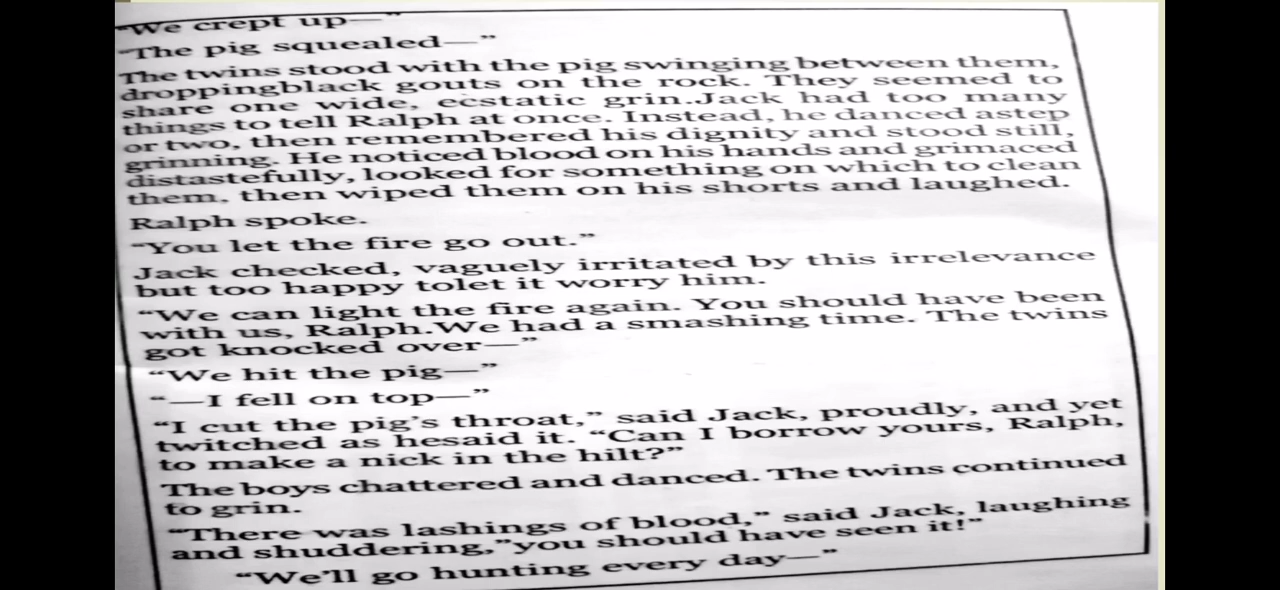 “We crept up—”
“The pig squealed—”
The twins stood with the pig swinging between them,
droppingblack gouts on the rock. They seemed to
share one wide, ecstatic grin..Jack had too many
things to tell Ralph at once. Instead, he danced astep
or two, then remembered his dignity and stood still,
grinning. He noticed blood on his hands and grimaced
distastefully, looked for something on which to clean
them, then wiped them on his shorts and laughed.
Ralph spoke.
“You let the fire go out.”
Jack checked, vaguely irritated by this irrelevance
but too happy tolet it worry him.
“We can light the fire again. You should have been
with us, Ralph.We had a smashing time. The twins
got knocked over—”
“We hit the pig—”
“—I fell on top—”
“I cut the pig’s throat,” said Jack, proudly, and yet
twitched as hesaid it. “Can I borrow yours, Ralph,
to make a nick in the hilt?”
The boys chattered and danced. The twins continued
to grin.
“There was lashings of blood,” said Jack, laughing
and shuddering,”you should have seen it!”
“We’ll go hunting every day—”